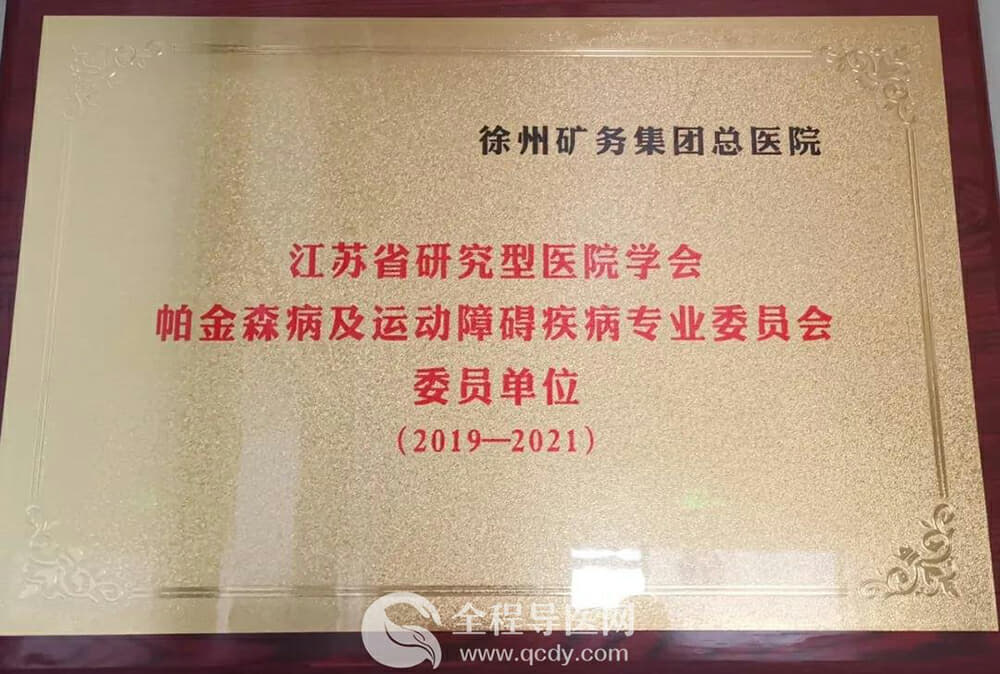 徐州矿务集团总医院
江苏省研究型医院学会
帕金森病及运动障碍疾病专业委员会
委员单位
（2019—2021）
全程导医网
www.qcdy.com